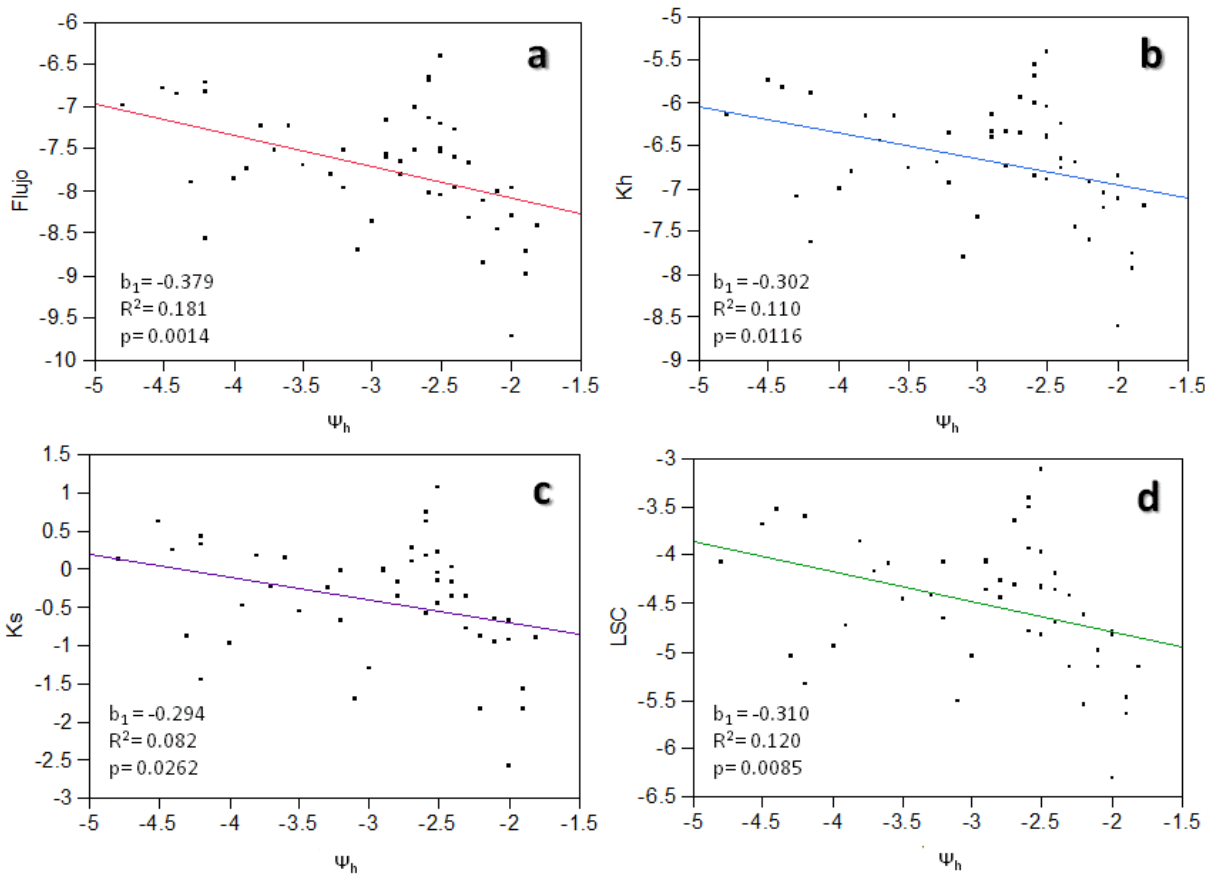 a
Flujo
-6
-6.5
-7
-7.5
-8
-8.5
-9
-9.5
-10
b₁= -0.379
R²= 0.181
p= 0.0014
-5 -4.5 -4 -3.5 -3 -2.5 -2 -1.5
Ψh
b
Kh
-5
-5.5
-6
-6.5
-7
-7.5
-8
-8.5
-9
b₁= -0.302
R²= 0.110
p= 0.0116
-5 -4.5 -4 -3.5 -3 -2.5 -2 -1.5
Ψh
c
Ks
1.5
1
0.5
0
-0.5
-1
-1.5
-2
-2.5
-3
b₁= -0.294
R²= 0.082
p= 0.0262
-5 -4.5 -4 -3.5 -3 -2.5 -2 -1.5
Ψh
d
LSC
-3
-3.5
-4
-4.5
-5
-5.5
-6
-6.5
b₁= -0.310
R²= 0.120
p= 0.0085
-5 -4.5 -4 -3.5 -3 -2.5 -2 -1.5
Ψh